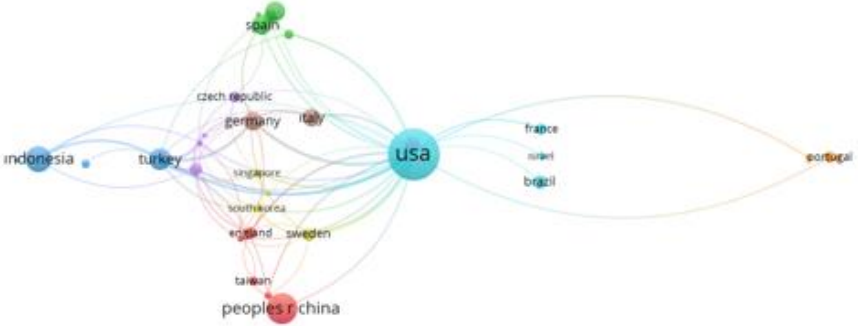 spain
czech republic
germany
italy
france
indonesia
turkey
usa
israel
portugal
singapore
brazil
south korea
england
sweden
taiwan
peoples r china